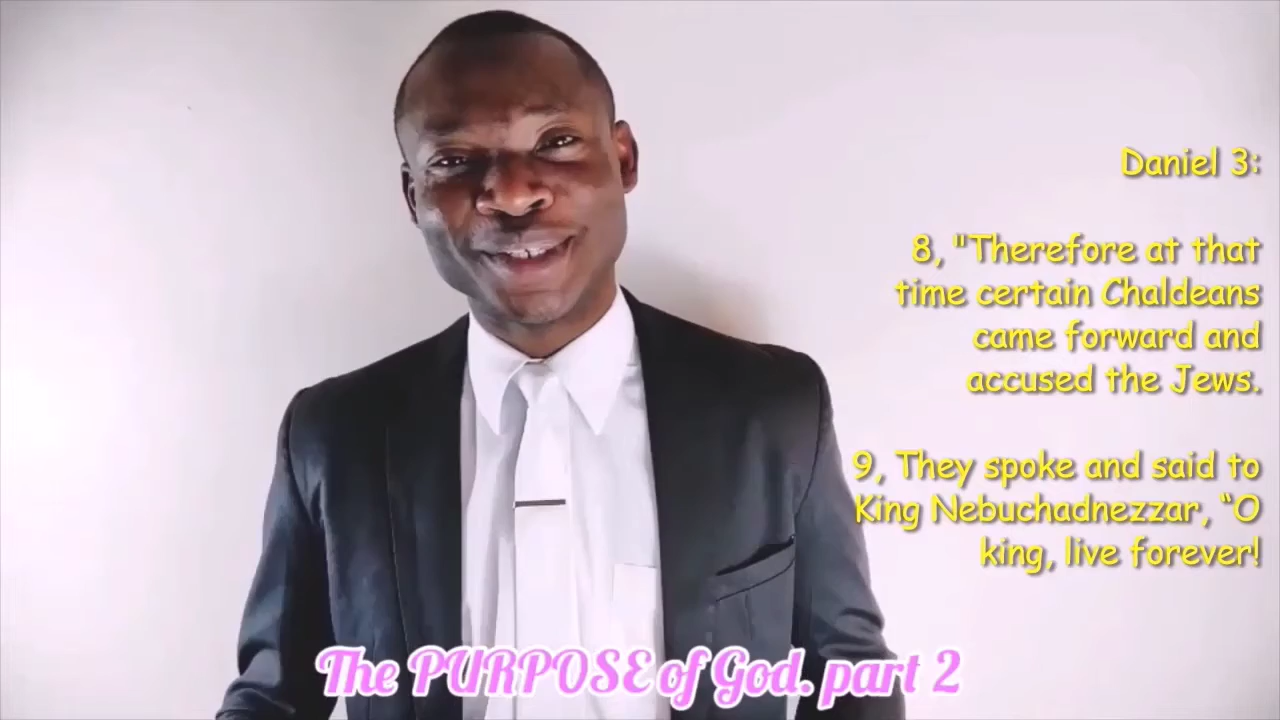 Daniel 3:
8, "Therefore at that
time certain Chaldeans
came forward and
accused the Jews.
9, They spoke and said to
King Nebuchadnezzar, “O
king, live forever!
The PURPOSE of God. part 2